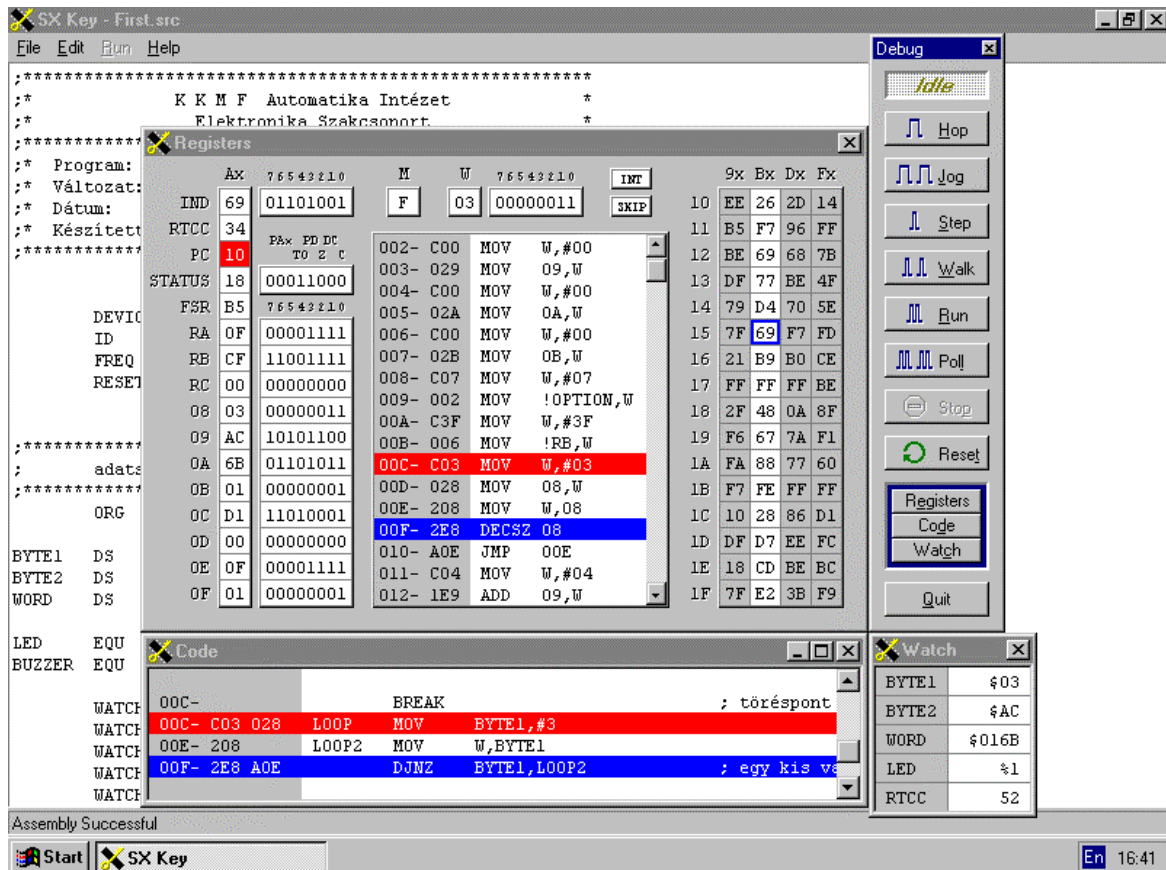 SX Key - First.src
File Edit Run Help
;************************************************************
;* K K M F Automatika Intézet *
;* Elektronika Szakcsoport *
;*************
;* Program:
;* Változat:
;* Dátum:
;* Készített
;*************
ID
FREQ
RESET
;*************
; adats
;*************
ORG
BYTE1 DS
BYTE2 DS
WORD DS
LED EQU
BUZZER EQU
WATCH
WATCH
WATCH
WATCH
WATCH
Registers
Ax 76543210 M W 76543210 INT 9x Bx Dx Fx
IND 69 01101001 F 03 00000011 SKIP
RTCC 34
PAx PD DC
TO Z C
PC 10
STATUS 18 00011000
FSR B5 76543210
RA 0F 00001111
RB CF 11001111
RC 00 00000000
08 03 00000011
09 AC 10101100
0A 6B 01101011
0B 01 00000001
0C D1 11010001
0D 00 00000000
0E 0F 00001111
0F 01 00000001
002- C00 MOV W,#00
003- 029 MOV 09,W
004- C00 MOV W,#00
005- 02A MOV 0A,W
006- C00 MOV W,#00
007- 02B MOV 0B,W
008- C07 MOV W,#07
009- 002 MOV !OPTION,W
00A- C3F MOV W,#3F
00B- 006 MOV !RB,W
00C- C03 MOV W,#03
00D- 028 MOV 08,W
00E- 208 MOV W,08
00F- 2E8 DECSZ 08
010- A0E JMP 00E
011- C04 MOV W,#04
012- 1E9 ADD 09,W
10 EE 26 2D 14
11 B5 F7 96 FF
12 BE 69 68 7B
13 DF 77 BE 4F
14 79 D4 70 5E
15 7F 69 F7 FD
16 21 B9 B0 CE
17 FF FF FF BE
18 2F 48 0A 8F
19 F6 67 7A F1
1A FA 88 77 60
1B F7 FE FF FF
1C 10 28 86 D1
1D DF D7 EE FC
1E 18 CD BE BC
1F 7F E2 3B F9
Debug
Idle
Hop
Jog
Step
Walk
Run
Poll
Stop
Reset
Registers
Code
Watch
Quit
Code
00C- BREAK ; töréspont
00C- C03 028 LOOP MOV BYTE1,#3
00E- 208 LOOP2 MOV W,BYTE1
00F- 2E8 A0E DJNZ BYTE1,LOOP2 ; egy kis va
Watch
BYTE1 $03
BYTE2 $AC
WORD $016B
LED %1
RTCC 52
Assembly Successful
Start SX Key En 16:41